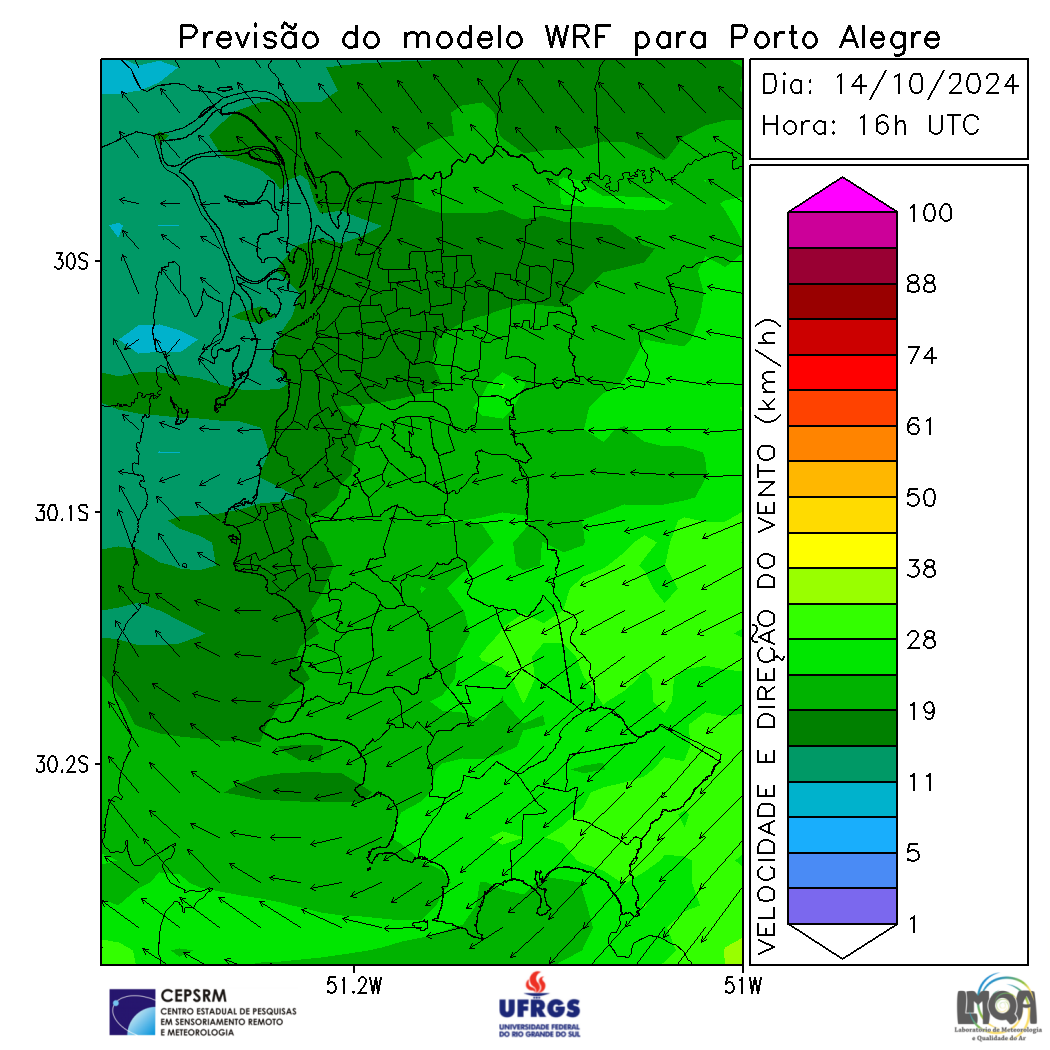 Previsão do modelo WRF para Porto Alegre
Dia: 14/10/2024
Hora: 16h UTC
30S
30.1S
30.2S
51.2W
51W
VELOCIDADE E DIREÇÃO DO VENTO (km/h)
100
88
74
61
50
38
28
19
11
5
1
CEPSRM
CENTRO ESTADUAL DE PESQUISAS
EM SENSORIAMENTO REMOTO
E METEOROLOGIA
UFRGS
UNIVERSIDADE FEDERAL
DO RIO GRANDE DO SUL
LMQA
Laboratório de Meteorologia
e Qualidade do Ar